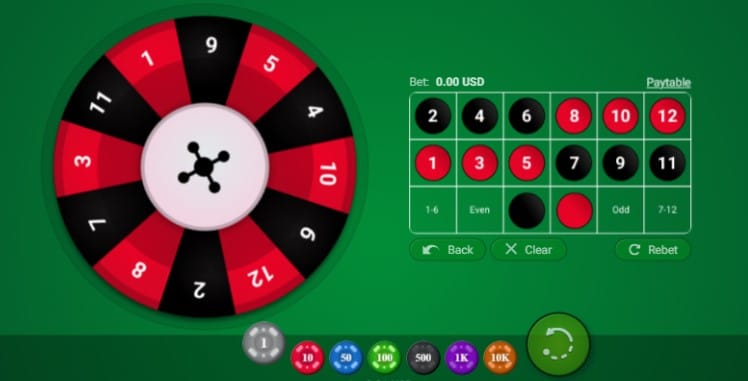 9
5
4
10
6
12
2
8
7
3
11
1
Bet: 0.00 USD Paytable
2 4 6 8 10 12
1 3 5 7 9 11
1-6 Even Odd 7-12
Back Clear Rebet
1 10 50 100 500 1K 10K